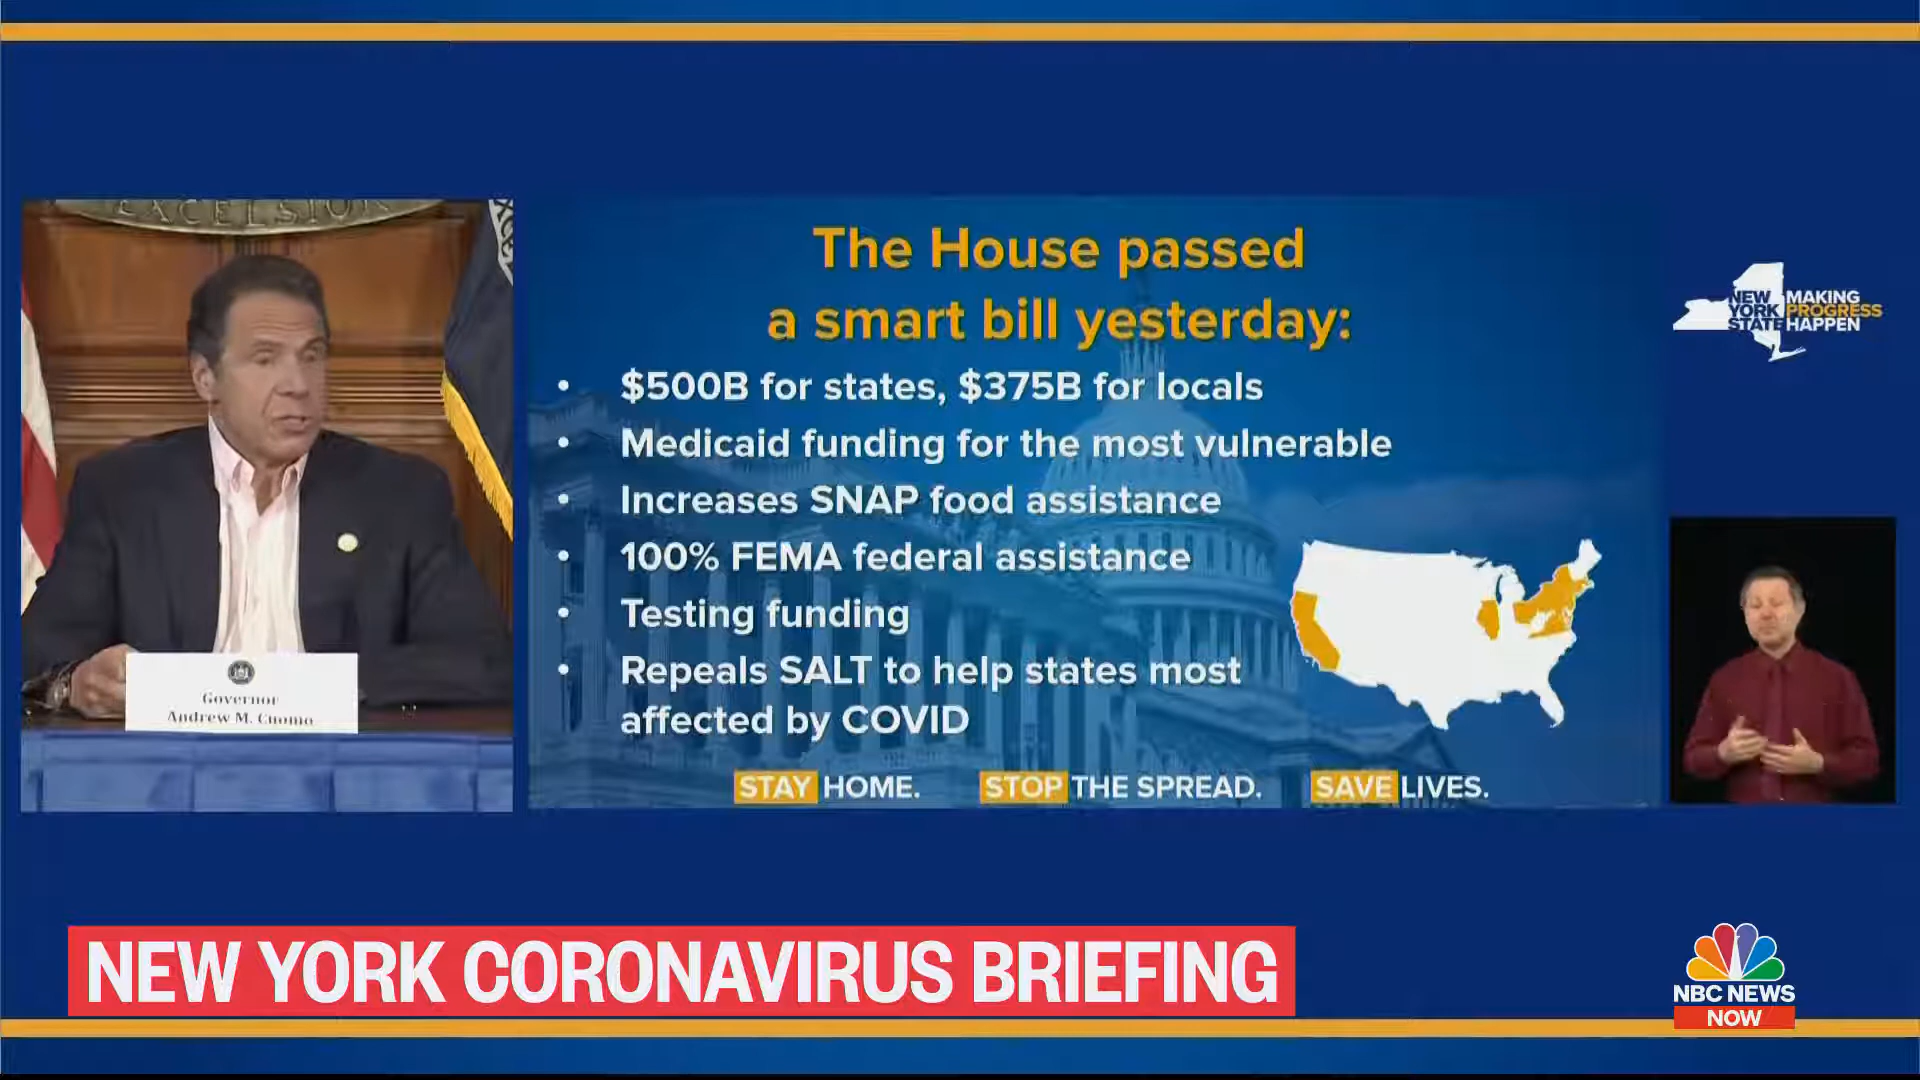 EXCELSIOR
The House passed
a smart bill yesterday:
• $500B for states, $375B for locals
• Medicaid funding for the most vulnerable
• Increases SNAP food assistance
• 100% FEMA federal assistance
• Testing funding
• Repeals SALT to help states most
affected by COVID
STAY HOME. STOP THE SPREAD. SAVE LIVES.
Governor
Andrew M. Cuomo
NEW YORK STATE
MAKING
PROGRESS
HAPPEN
NEW YORK CORONAVIRUS BRIEFING
NBC NEWS
NOW